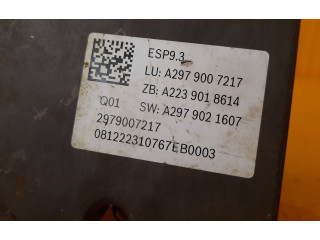 ESP9.3
LU: A297 900 7217
ZB: A223 901 8614
Q01 SW: A297 902 1607
2979007217
081222310767EB0003